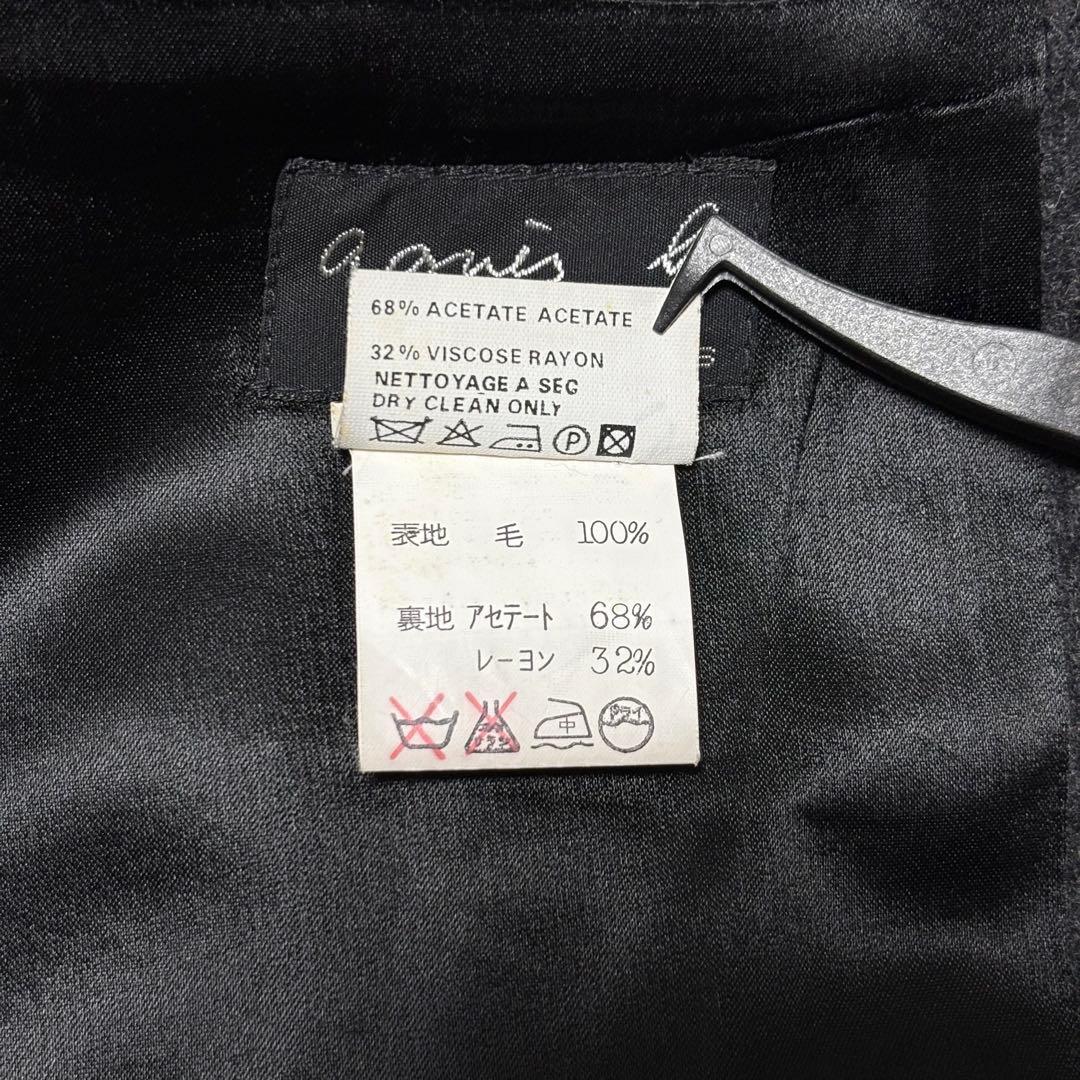 agnès b
68% ACETATE ACETATE
32% VISCOSE RAYON
NETTOYAGE A SEC
DRY CLEAN ONLY
P
表地 毛 100%
裏地 アセテート 68%
レーヨン 32%
中 ドライ